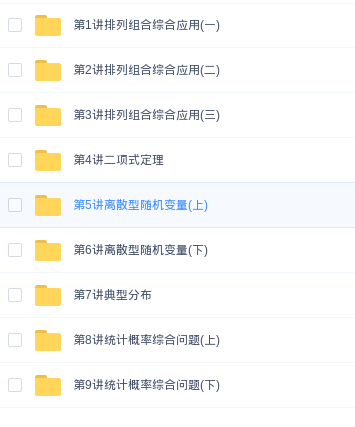 第1讲排列组合综合应用(一)
第2讲排列组合综合应用(二)
第3讲排列组合综合应用(三)
第4讲二项式定理
第5讲离散型随机变量(上)
第6讲离散型随机变量(下)
第7讲典型分布
第8讲统计概率综合问题(上)
第9讲统计概率综合问题(下)